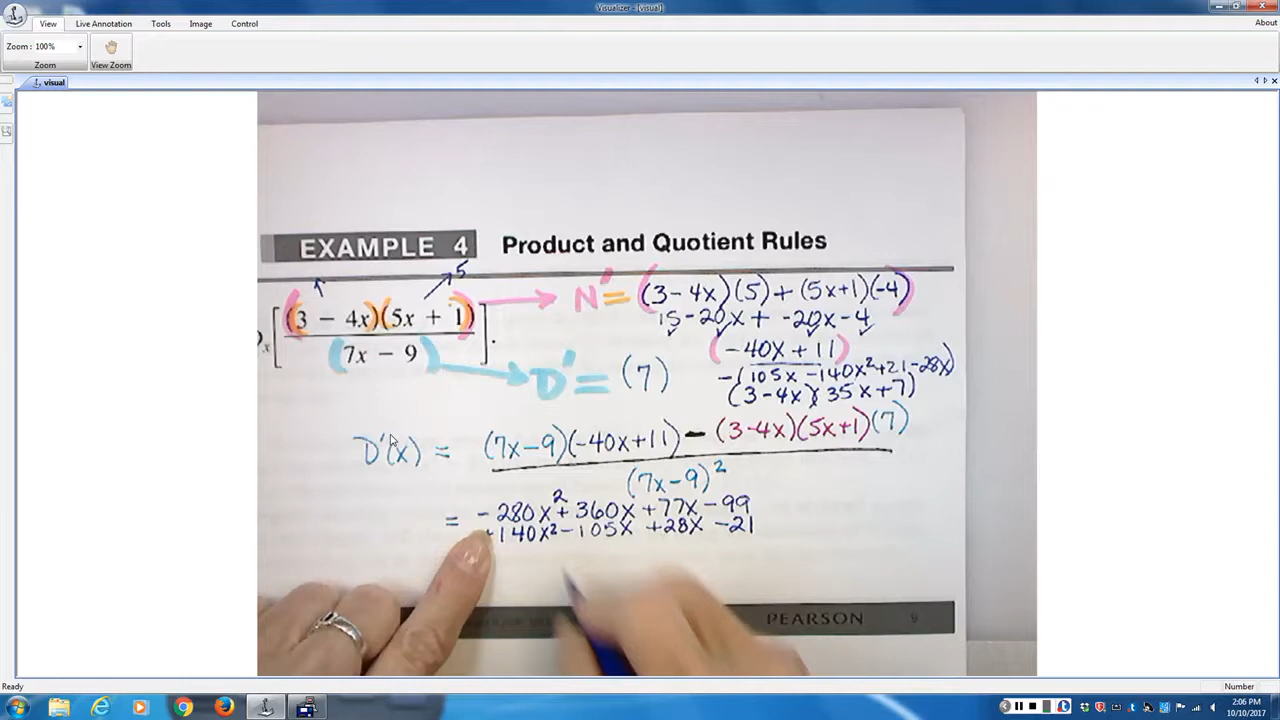 Visualizer - [visual]
View Live Annotation Tools Image Control
Zoom : 100%
Zoom View Zoom
visual
EXAMPLE 4 Product and Quotient Rules
5
[(3 − 4x)(5x + 1) → N' = (3-4x)(5) + (5x+1)(-4)
15 -20x + -20x - 4
x (7x − 9)]. → D' = (7)
(-40x + 11)
-(105x -140x²+21-28x)
(3-4x)(35x+7)
D'(x) = (7x-9)(-40x+11) - (3-4x)(5x+1)(7)
(7x-9)²
= -280x²+360x+77x-99
+140x²-105x +28x -21
PEARSON 9
Ready Number
2:06 PM
10/10/2017